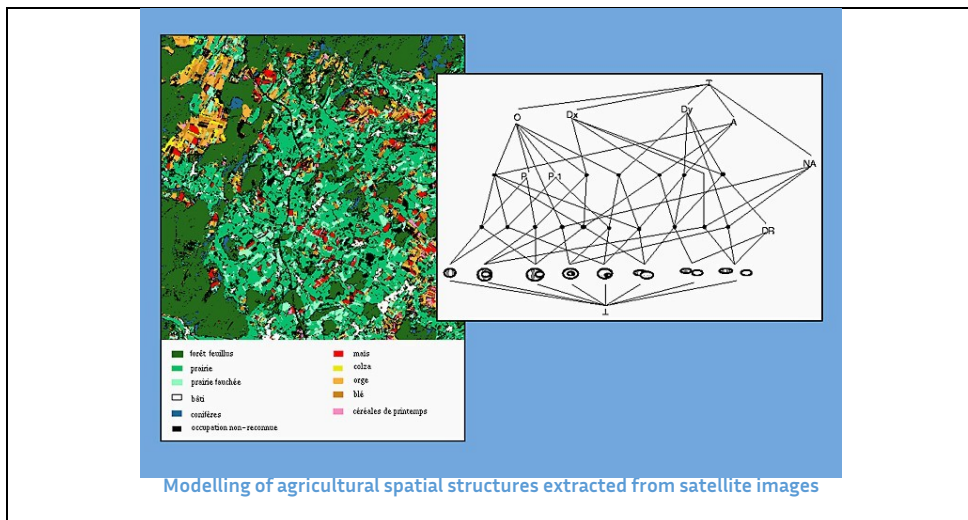 T
O Dx Dy A
NA
P P-1
DR
⊥
forêt feuillus
prairie
prairie fauchée
bâti
conifères
occupation non-reconnue
maïs
colza
orge
blé
céréales de printemps
Modelling of agricultural spatial structures extracted from satellite images